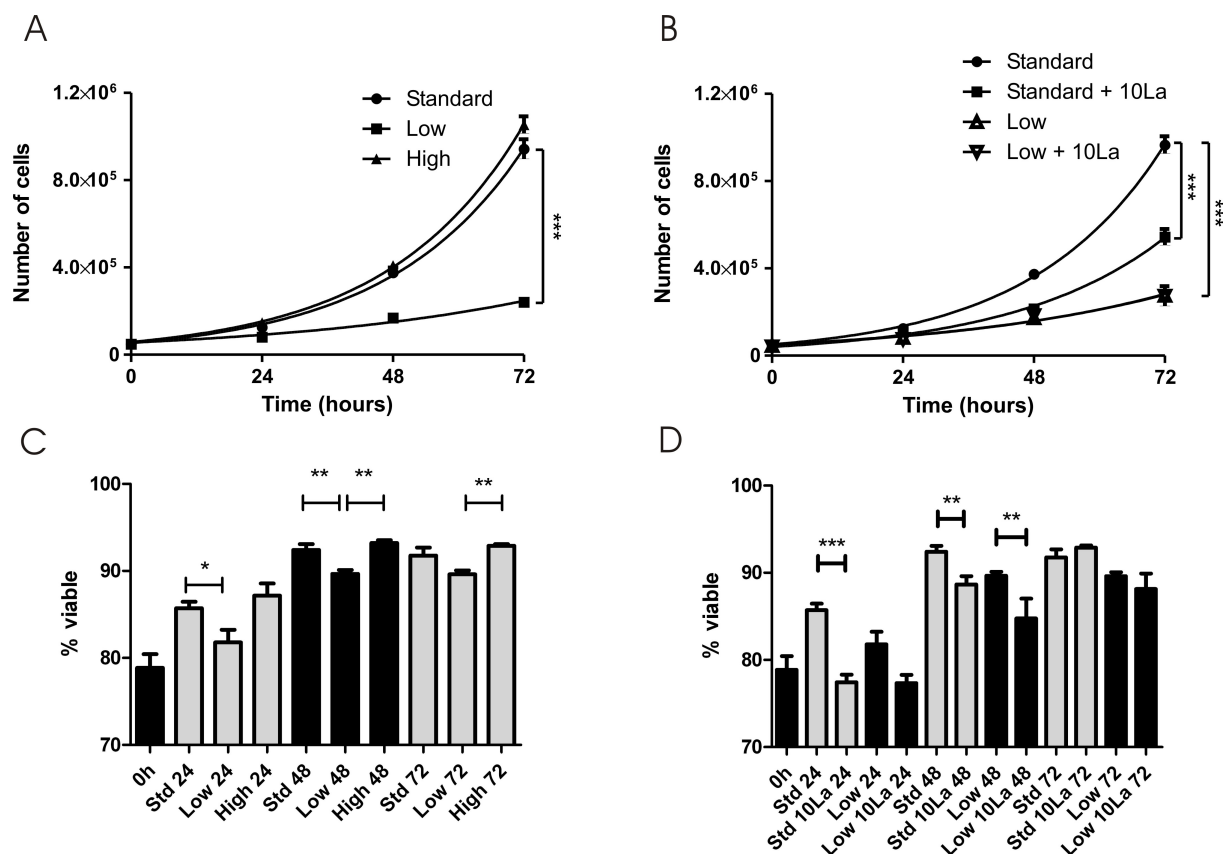 A
Number of cells
1.2×10⁶
8.0×10⁵
4.0×10⁵
0
0 24 48 72
Time (hours)
Standard
Low
High
***
B
Number of cells
1.2×10⁶
8.0×10⁵
4.0×10⁵
0
0 24 48 72
Time (hours)
Standard
Standard + 10La
Low
Low + 10La
***
***
C
% viable
100
90
80
70
*
**
**
**
0h
Std 24
Low 24
High 24
Std 48
Low 48
High 48
Std 72
Low 72
High 72
D
% viable
100
90
80
70
***
**
**
0h
Std 24
Std 10La 24
Low 24
Low 10La 24
Std 48
Std 10La 48
Low 48
Low 10La 48
Std 72
Std 10La 72
Low 72
Low 10La 72